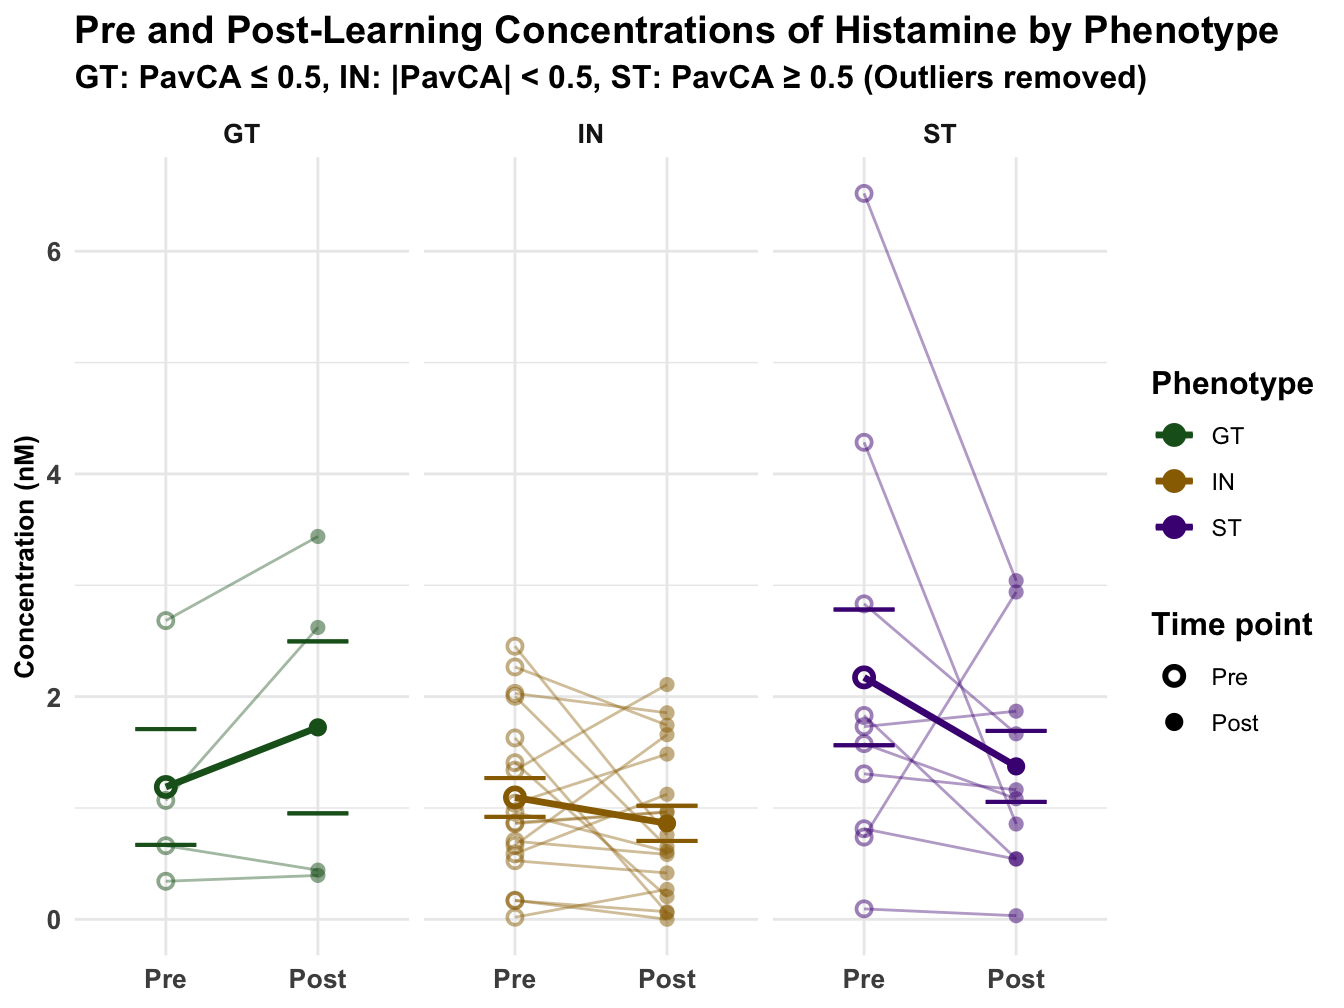 Pre and Post-Learning Concentrations of Histamine by Phenotype
GT: PavCA ≤ 0.5, IN: |PavCA| < 0.5, ST: PavCA ≥ 0.5 (Outliers removed)
GT
IN
ST
Concentration (nM)
6
4
2
0
Pre
Post
Pre
Post
Pre
Post
Phenotype
GT
IN
ST
Time point
Pre
Post